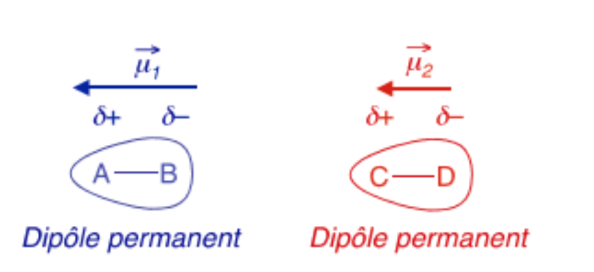 μ₁ μ₂
δ+ δ– δ+ δ–
A—B C—D
Dipôle permanent Dipôle permanent